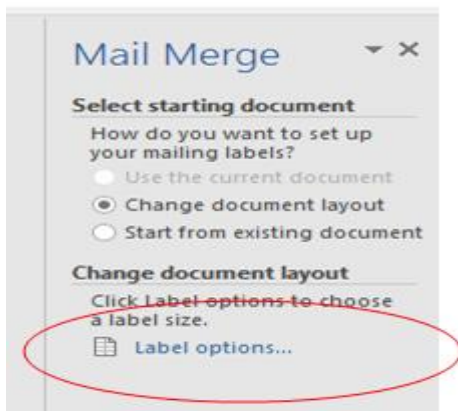 Mail Merge
Select starting document
How do you want to set up
your mailing labels?
Use the current document
Change document layout
Start from existing document
Change document layout
Click Label options to choose
a label size.
Label options...